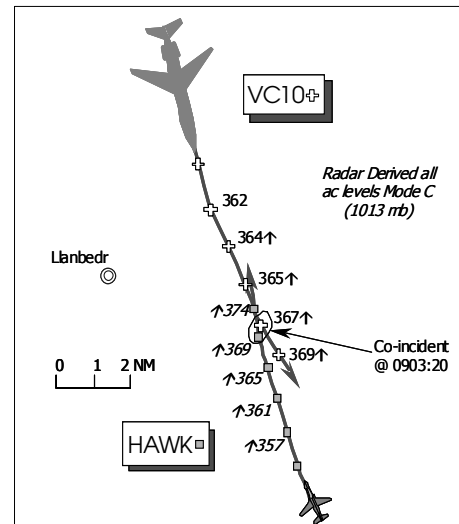 VC10
Radar Derived all
ac levels Mode C
(1013 mb)
362
364↑
Llanbedr
365↑
↑374
367↑
↑369
369↑
Co-incident
@ 0903:20
0 1 2 NM
↑365
↑361
↑357
HAWK